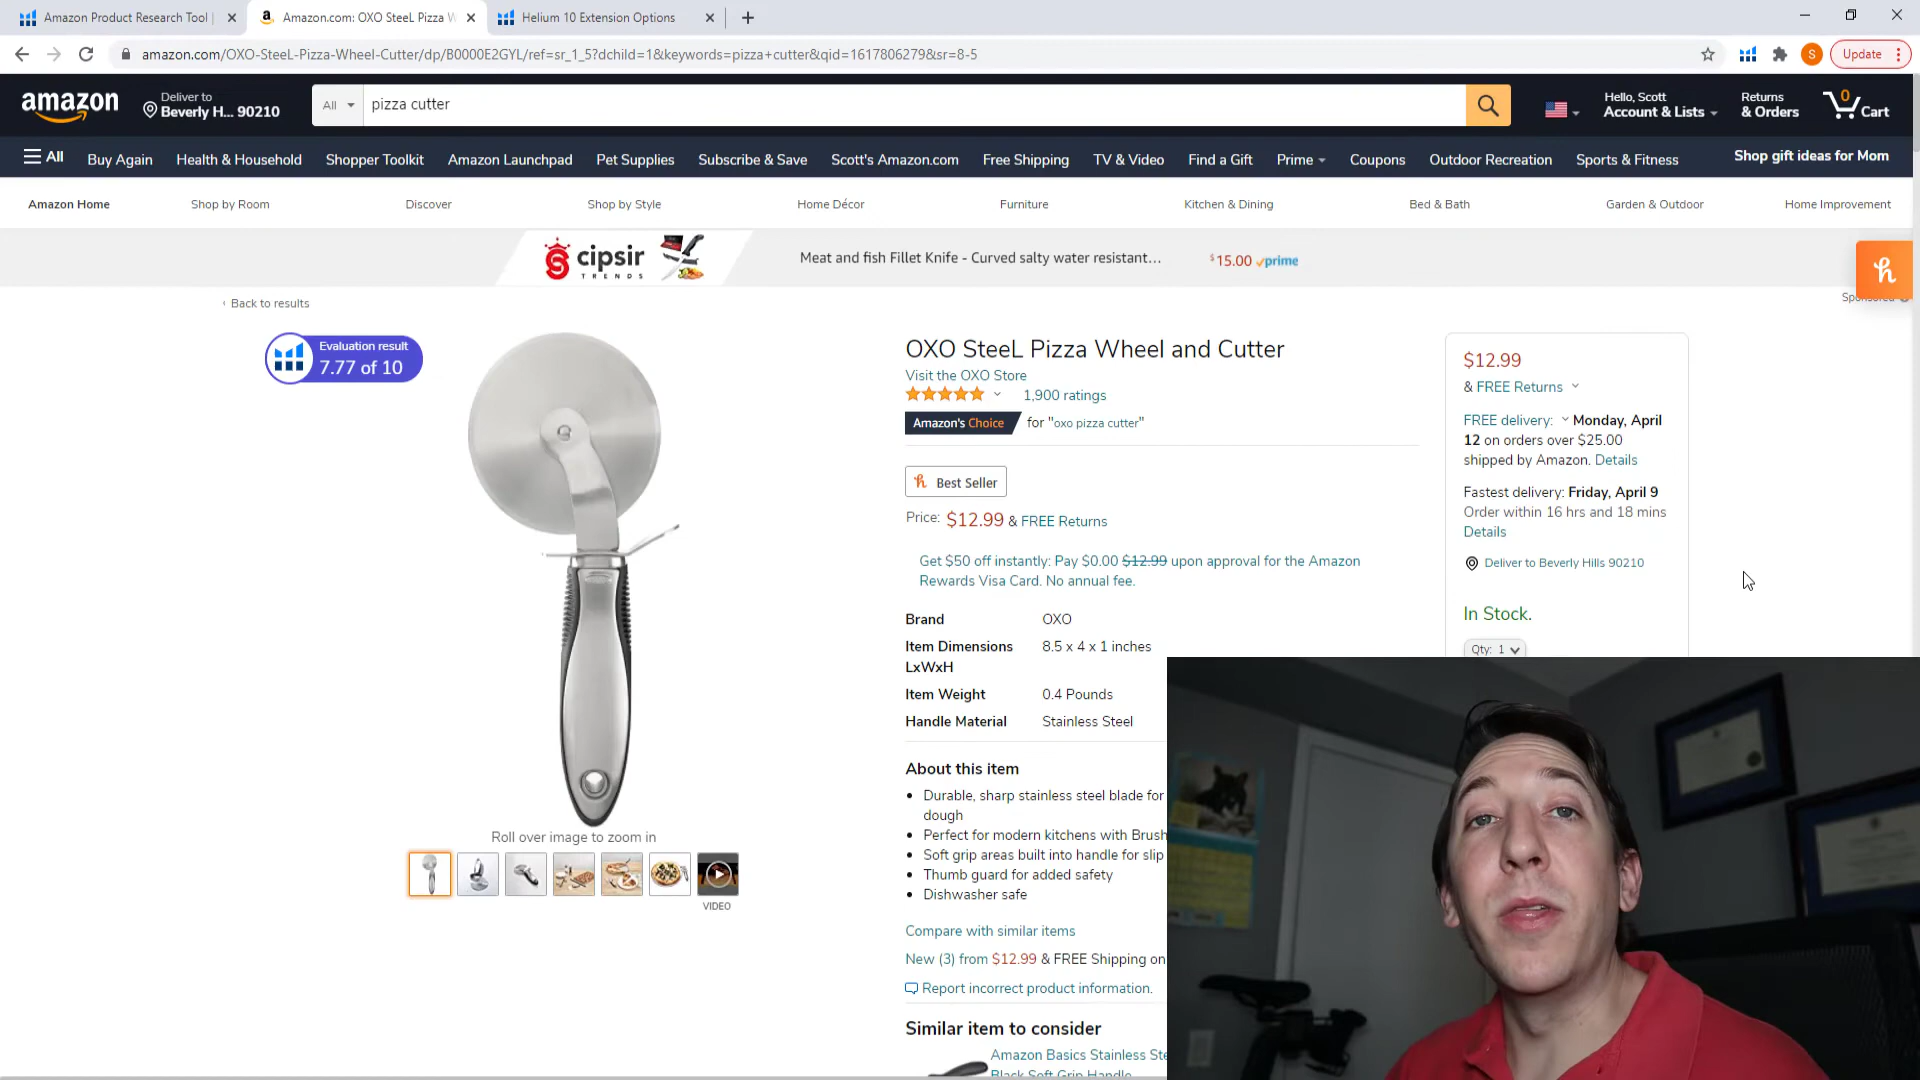 Amazon Product Research Tool
Amazon.com: OXO SteeL Pizza W
Helium 10 Extension Options
amazon.com/OXO-SteeL-Pizza-Wheel-Cutter/dp/B0000E2GYL/ref=sr_1_5?dchild=1&keywords=pizza+cutter&qid=1617806279&sr=8-5
S
Update
amazon
Deliver to
Beverly H... 90210
All
pizza cutter
Hello, Scott
Account & Lists
Returns
& Orders
0
Cart
All
Buy Again
Health & Household
Shopper Toolkit
Amazon Launchpad
Pet Supplies
Subscribe & Save
Scott's Amazon.com
Free Shipping
TV & Video
Find a Gift
Prime
Coupons
Outdoor Recreation
Sports & Fitness
Shop gift ideas for Mom
Amazon Home
Shop by Room
Discover
Shop by Style
Home Décor
Furniture
Kitchen & Dining
Bed & Bath
Garden & Outdoor
Home Improvement
cipsir
TRENDS
Meat and fish Fillet Knife - Curved salty water resistant...
$15.00 prime
h
Sponsored
‹ Back to results
Evaluation result
7.77 of 10
OXO SteeL Pizza Wheel and Cutter
Visit the OXO Store
1,900 ratings
Amazon's Choice for "oxo pizza cutter"
h Best Seller
Price: $12.99 & FREE Returns
Get $50 off instantly: Pay $0.00 $12.99 upon approval for the Amazon
Rewards Visa Card. No annual fee.
Brand OXO
Item Dimensions 8.5 x 4 x 1 inches
LxWxH
Item Weight 0.4 Pounds
Handle Material Stainless Steel
About this item
• Durable, sharp stainless steel blade for
dough
• Perfect for modern kitchens with Brush
• Soft grip areas built into handle for slip
• Thumb guard for added safety
• Dishwasher safe
Compare with similar items
New (3) from $12.99 & FREE Shipping on
Report incorrect product information.
Similar item to consider
Amazon Basics Stainless Ste
Black Soft Grip Handle
$12.99
& FREE Returns
FREE delivery: Monday, April
12 on orders over $25.00
shipped by Amazon. Details
Fastest delivery: Friday, April 9
Order within 16 hrs and 18 mins
Details
Deliver to Beverly Hills 90210
In Stock.
Qty: 1
Roll over image to zoom in
VIDEO